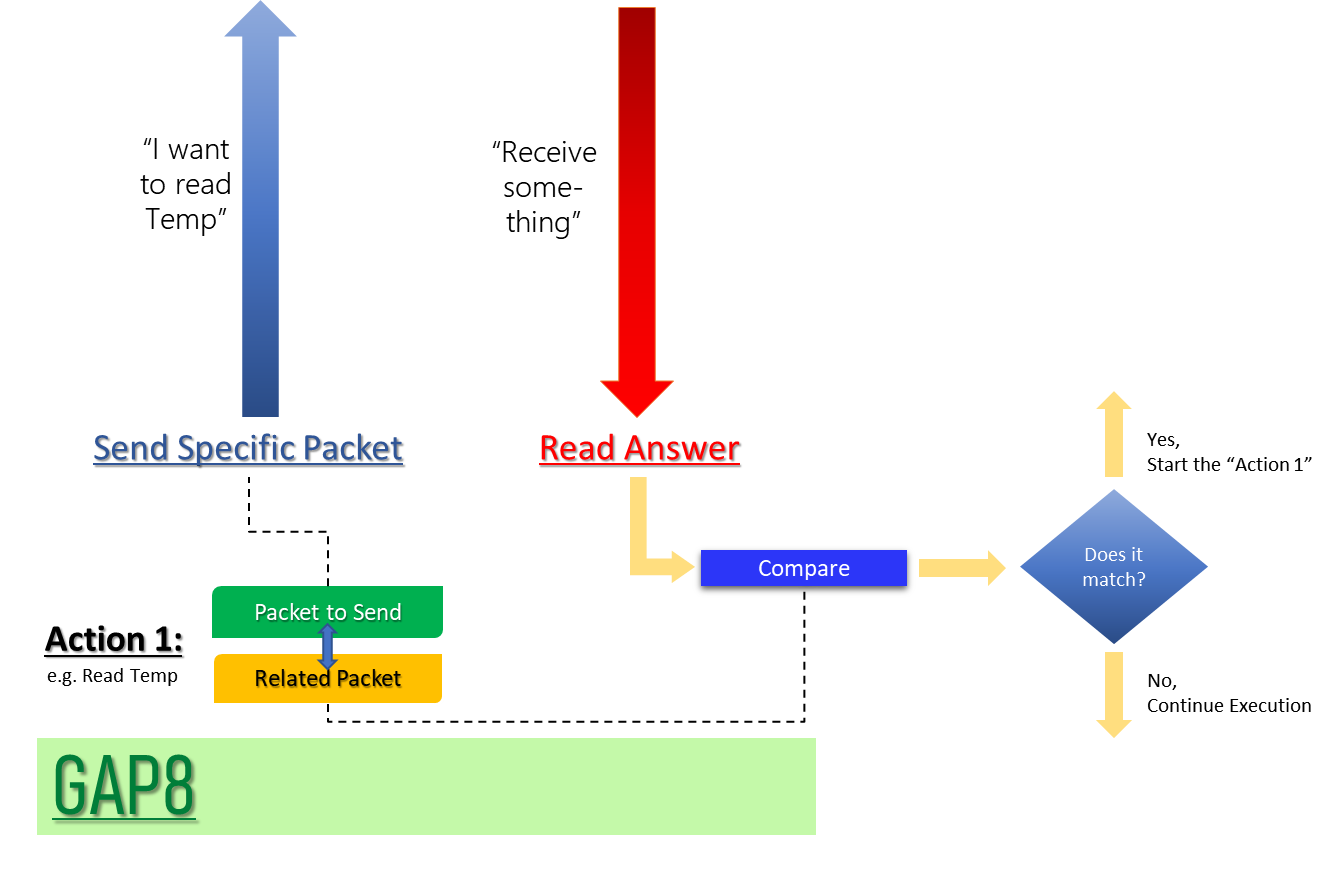 “I want
to read
Temp”
“Receive
some-
thing”
Send Specific Packet
Read Answer
Yes,
Start the “Action 1”
Does it
match?
Compare
Packet to Send
Action 1:
e.g. Read Temp
Related Packet
No,
Continue Execution
GAP8